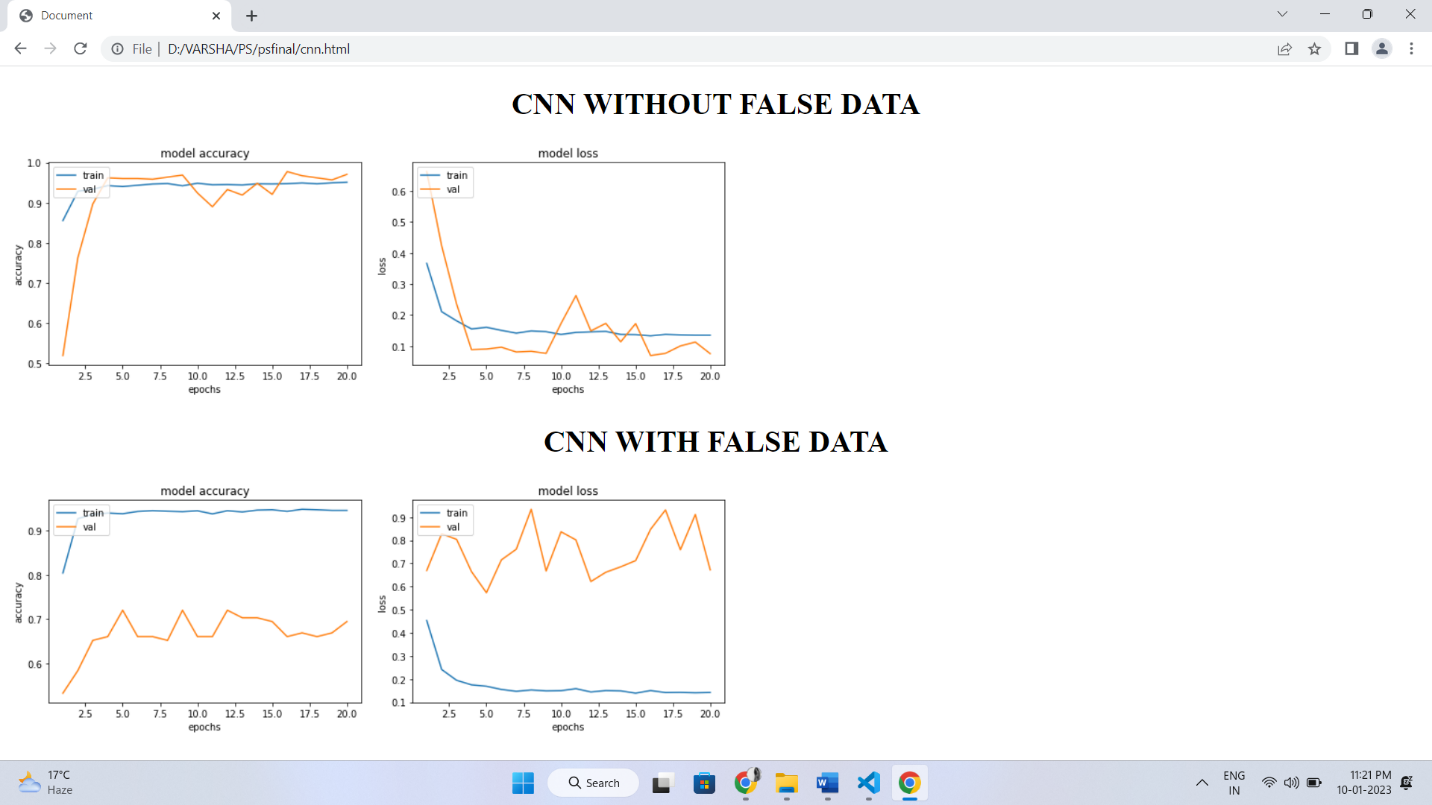 Document
File | D:/VARSHA/PS/psfinal/cnn.html
CNN WITHOUT FALSE DATA
model accuracy
train
val
1.0
0.9
0.8
0.7
0.6
0.5
accuracy
2.5 5.0 7.5 10.0 12.5 15.0 17.5 20.0
epochs
model loss
train
val
0.6
0.5
0.4
0.3
0.2
0.1
loss
2.5 5.0 7.5 10.0 12.5 15.0 17.5 20.0
epochs
CNN WITH FALSE DATA
model accuracy
train
val
0.9
0.8
0.7
0.6
accuracy
2.5 5.0 7.5 10.0 12.5 15.0 17.5 20.0
epochs
model loss
train
val
0.9
0.8
0.7
0.6
0.5
0.4
0.3
0.2
0.1
loss
2.5 5.0 7.5 10.0 12.5 15.0 17.5 20.0
epochs
17°C
Haze
Search
ENG
IN
11:21 PM
10-01-2023